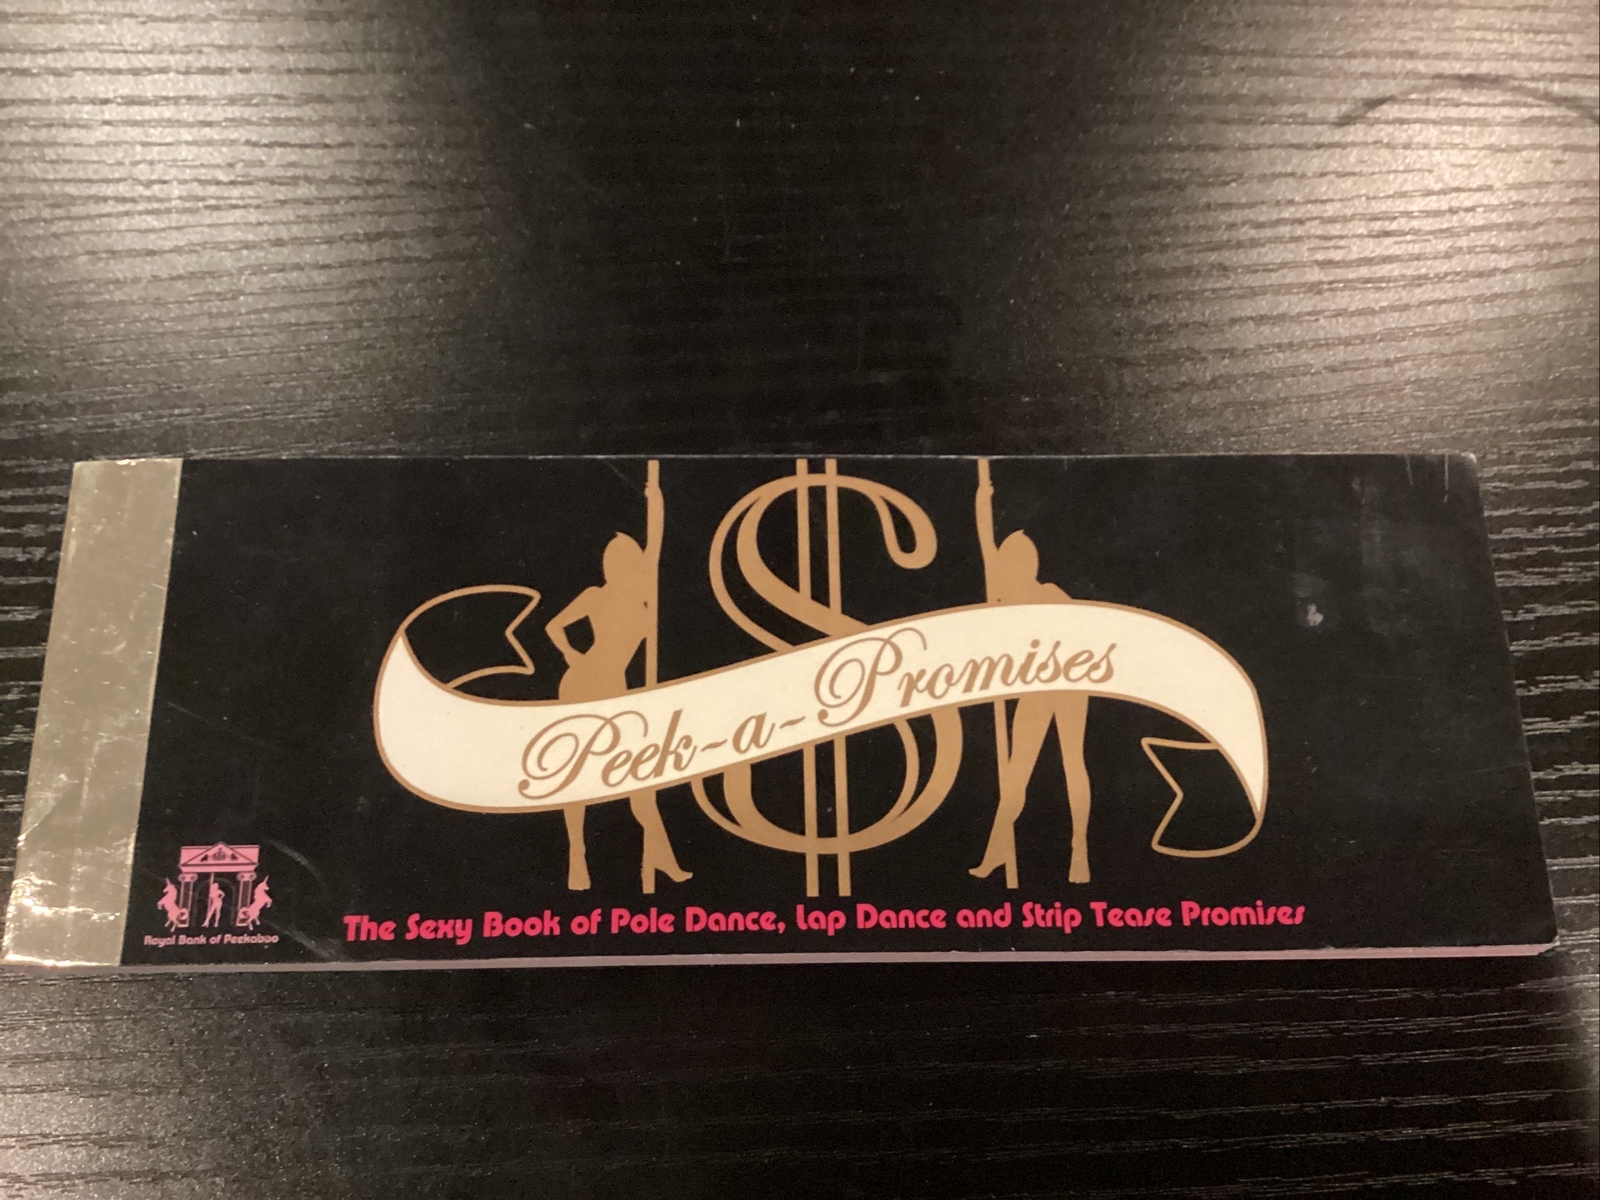 Peek-a-Promises
The Sexy Book of Pole Dance, Lap Dance and Strip Tease Promises
Royal Bank of Peekaboo